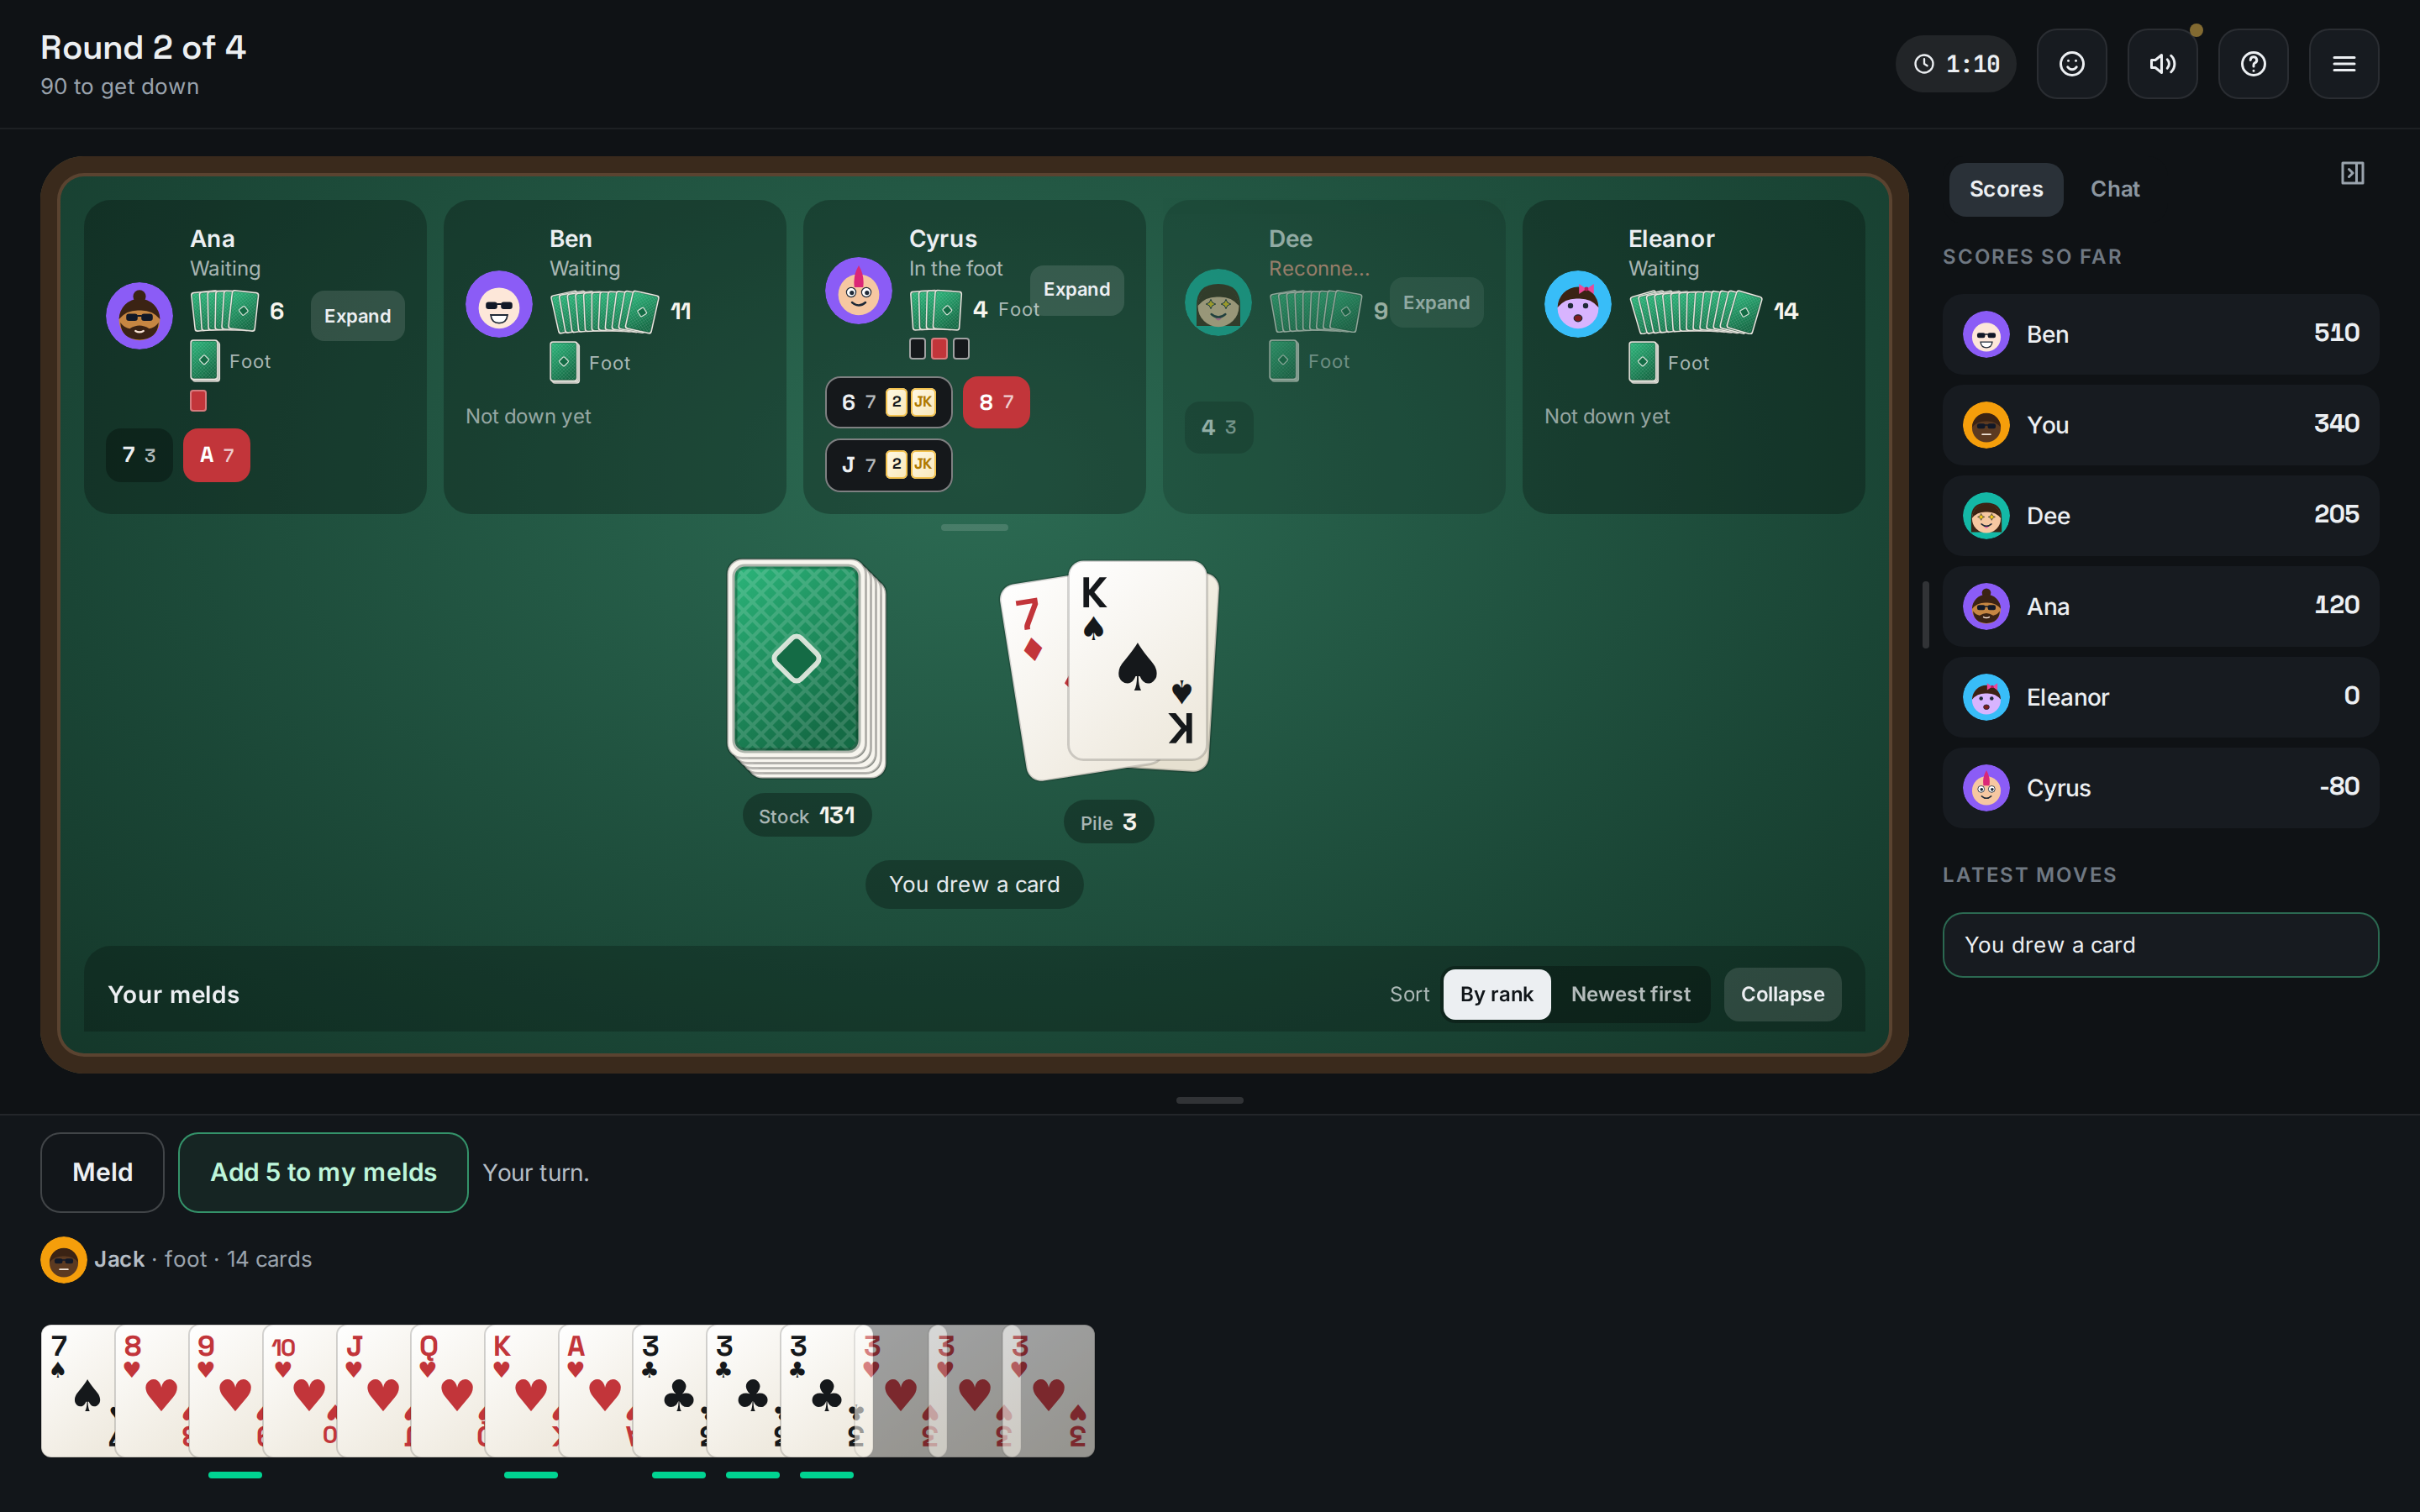 Round 2 of 4
90 to get down
1:10
Ana
Waiting
6
Expand
Foot
7 3
A 7
Ben
Waiting
11
Foot
Not down yet
Cyrus
In the foot
4 Foot
Expand
6 7 2 JK
8 7
J 7 2 JK
Dee
Reconne...
9
Expand
Foot
4 3
Eleanor
Waiting
14
Foot
Not down yet
7
K
K
Stock 131
Pile 3
You drew a card
Your melds
Sort
By rank
Newest first
Collapse
Scores
Chat
SCORES SO FAR
Ben 510
You 340
Dee 205
Ana 120
Eleanor 0
Cyrus -80
LATEST MOVES
You drew a card
Meld
Add 5 to my melds
Your turn.
Jack · foot · 14 cards
7 8 9 10 J Q K A 3 3 3 3 3 3
3